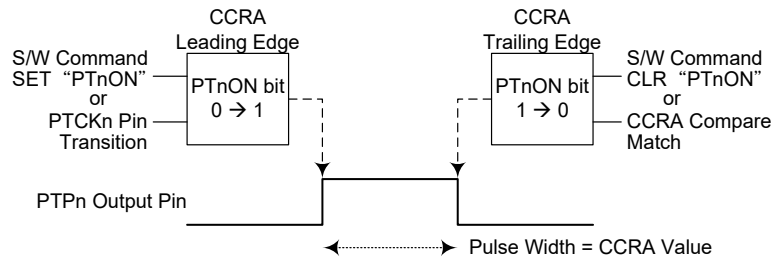 CCRA
Leading Edge
S/W Command
SET “PTnON”
or
PTCKn Pin
Transition
PTnON bit
0 → 1
CCRA
Trailing Edge
PTnON bit
1 → 0
S/W Command
CLR “PTnON”
or
CCRA Compare
Match
PTPn Output Pin
Pulse Width = CCRA Value